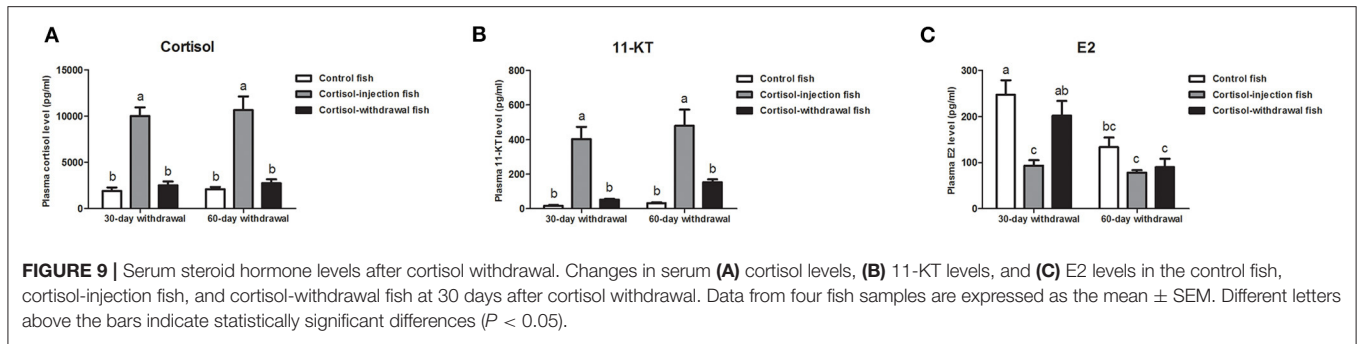 A
Cortisol
Plasma cortisol level (pg/ml)
15000
10000
5000
0
a
b
b
a
b
b
30-day withdrawal
60-day withdrawal
Control fish
Cortisol-injection fish
Cortisol-withdrawal fish
B
11-KT
Plasma 11-KT level (pg/ml)
800
600
400
200
0
a
b
b
a
b
b
30-day withdrawal
60-day withdrawal
Control fish
Cortisol-injection fish
Cortisol-withdrawal fish
C
E2
Plasma E2 level (pg/ml)
300
200
100
0
a
c
ab
bc
c
c
30-day withdrawal
60-day withdrawal
Control fish
Cortisol-injection fish
Cortisol-withdrawal fish
FIGURE 9 | Serum steroid hormone levels after cortisol withdrawal. Changes in serum (A) cortisol levels, (B) 11-KT levels, and (C) E2 levels in the control fish,
cortisol-injection fish, and cortisol-withdrawal fish at 30 days after cortisol withdrawal. Data from four fish samples are expressed as the mean ± SEM. Different letters
above the bars indicate statistically significant differences (P < 0.05).